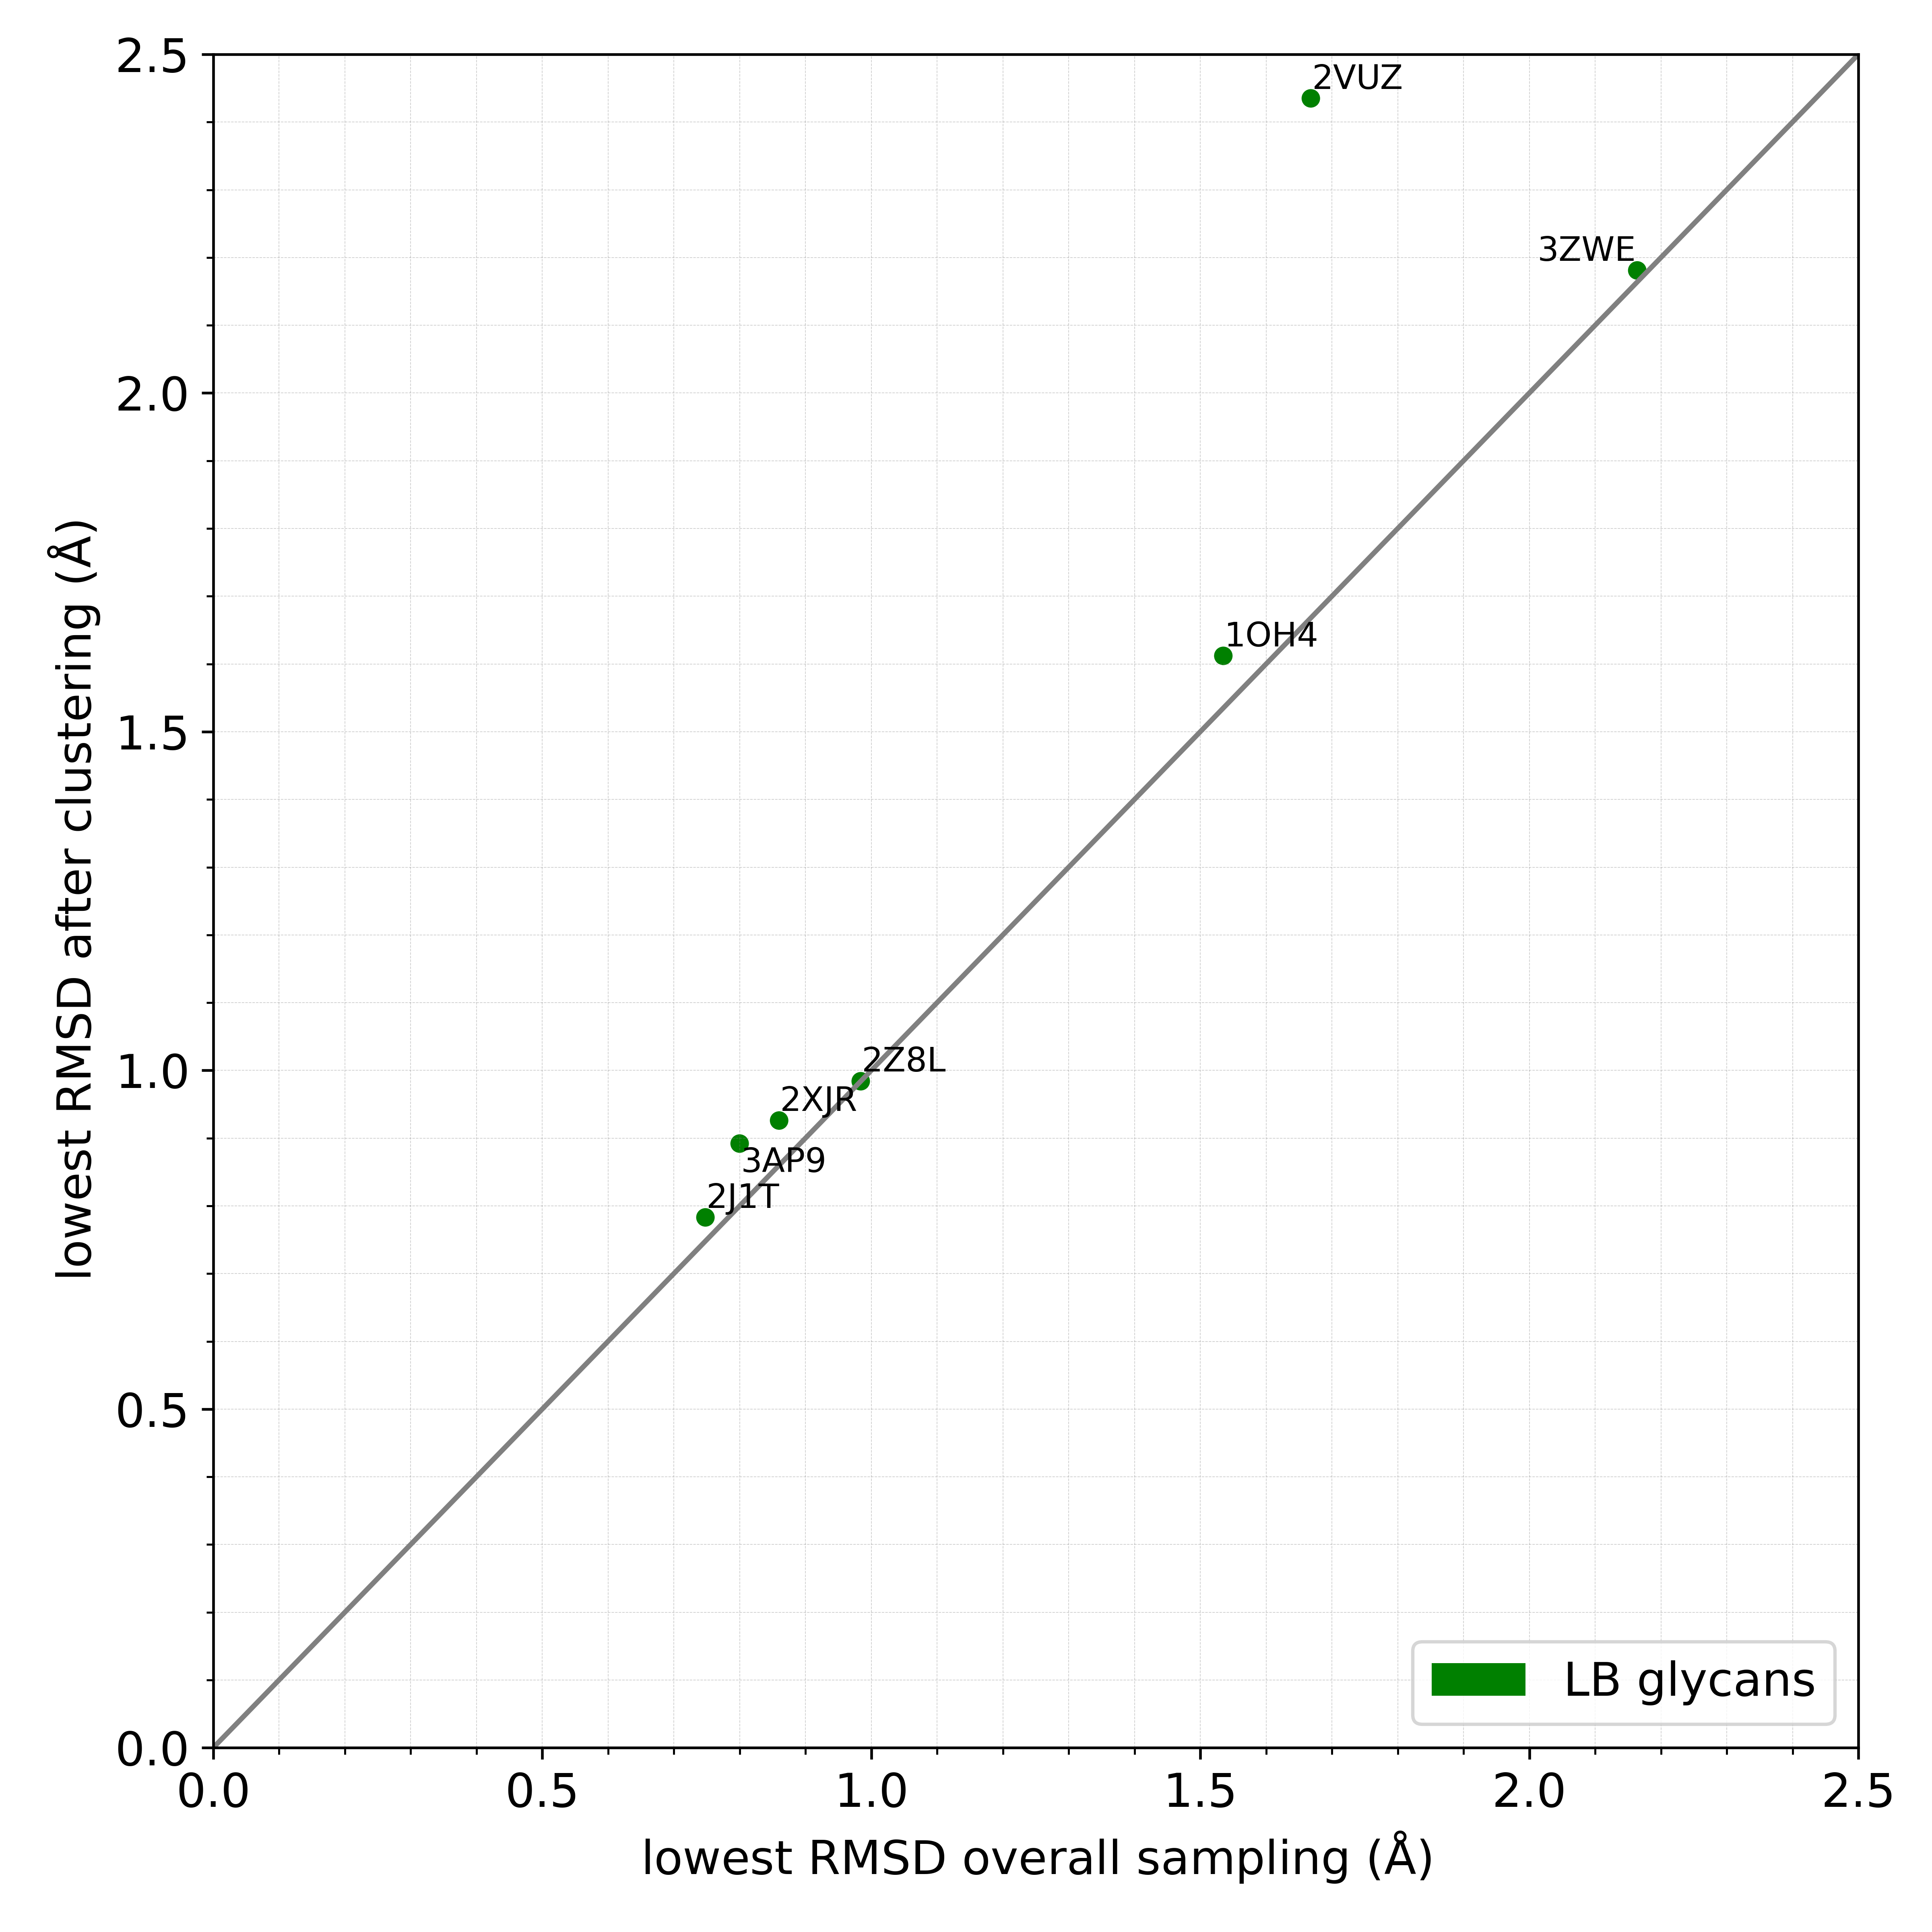 2.5
2.0
1.5
1.0
0.5
0.0
lowest RMSD after clustering (Å)
2VUZ
3ZWE
1OH4
2Z8L
2XJR
3AP9
2J1T
LB glycans
0.0 0.5 1.0 1.5 2.0 2.5
lowest RMSD overall sampling (Å)